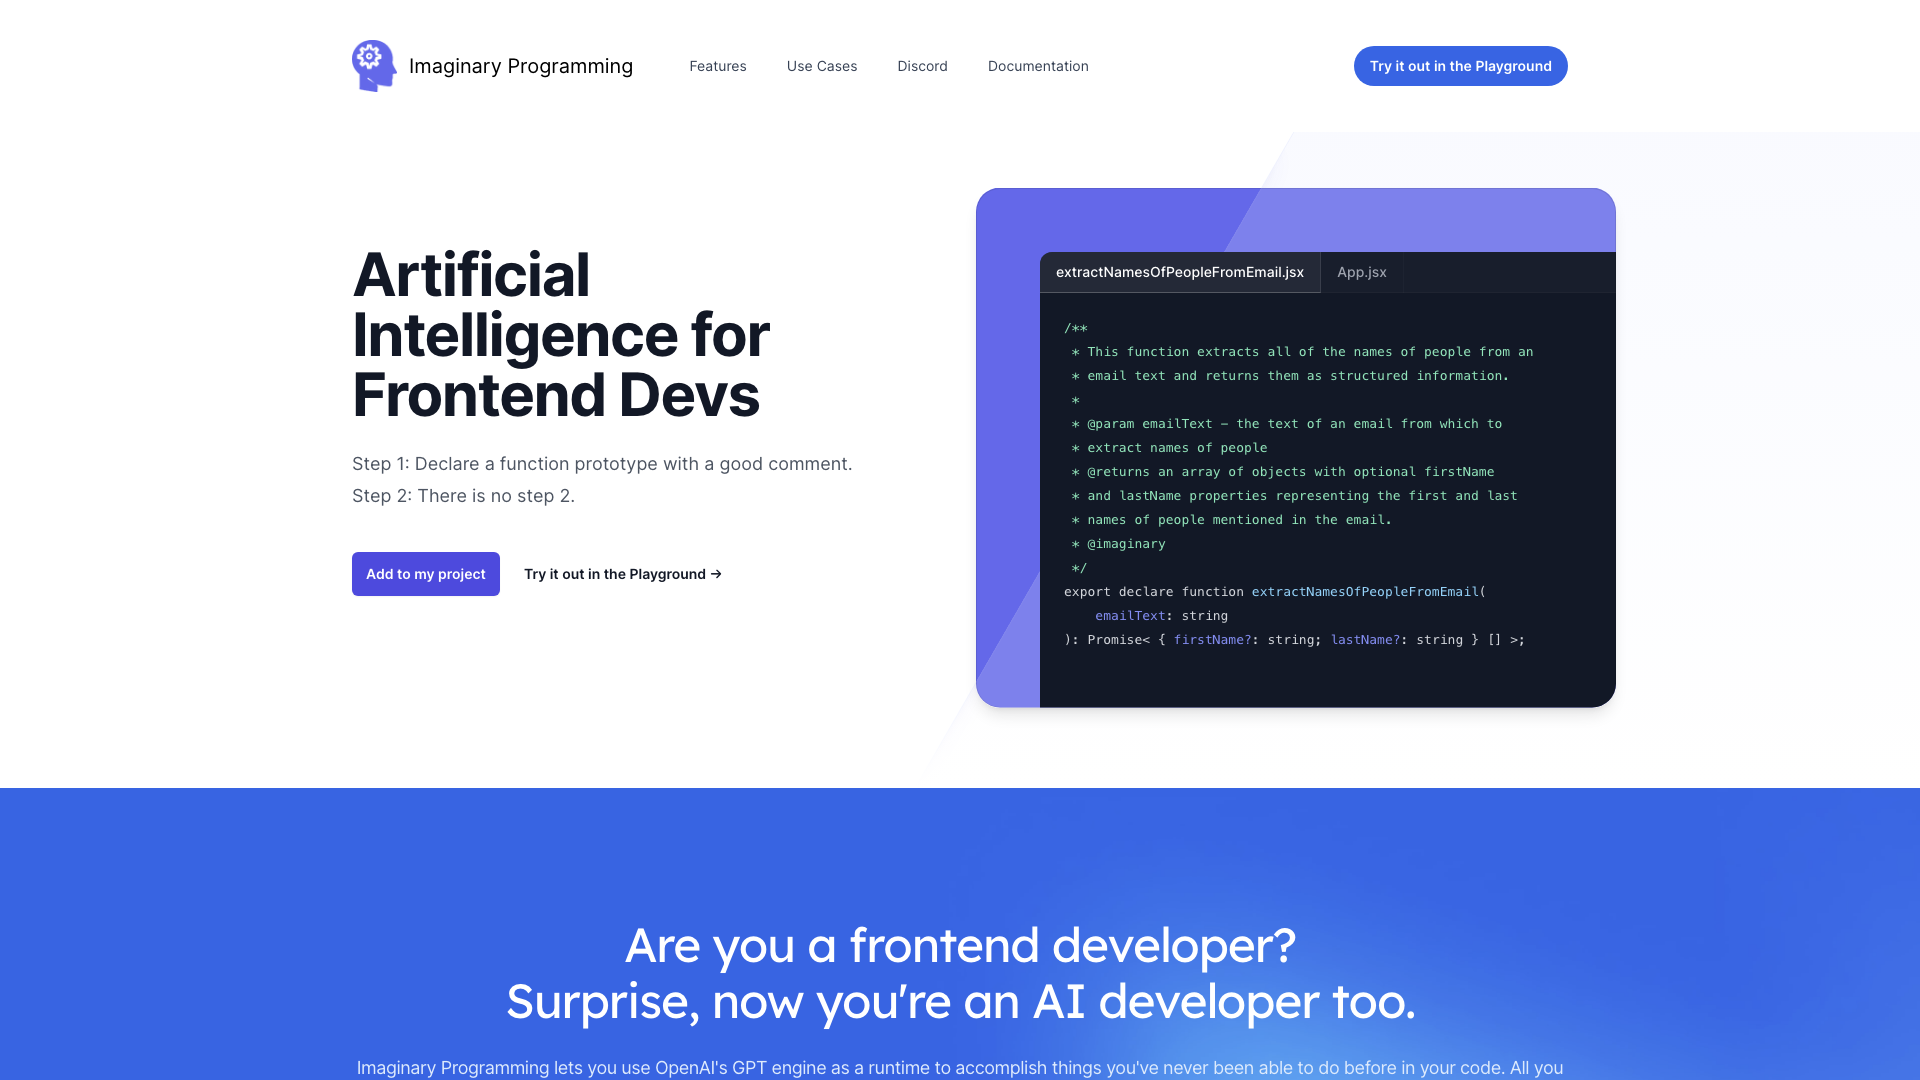 Imaginary Programming
Features
Use Cases
Discord
Documentation
Try it out in the Playground
Artificial
Intelligence for
Frontend Devs
Step 1: Declare a function prototype with a good comment.
Step 2: There is no step 2.
Add to my project
Try it out in the Playground →
extractNamesOfPeopleFromEmail.jsx
App.jsx
/**
 * This function extracts all of the names of people from an
 * email text and returns them as structured information.
 *
 * @param emailText – the text of an email from which to
 * extract names of people
 * @returns an array of objects with optional firstName
 * and lastName properties representing the first and last
 * names of people mentioned in the email.
 * @imaginary
 */
export declare function extractNamesOfPeopleFromEmail(
    emailText: string
): Promise< { firstName?: string; lastName?: string } [] >;
Are you a frontend developer?
Surprise, now you're an AI developer too.
Imaginary Programming lets you use OpenAI's GPT engine as a runtime to accomplish things you've never been able to do before in your code. All you